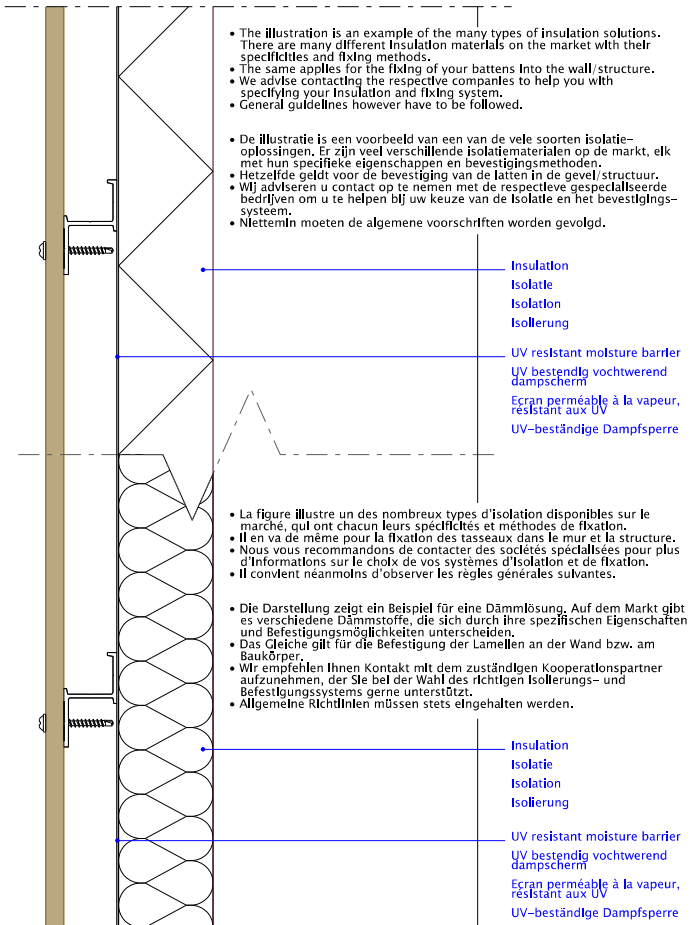 • The illustration is an example of the many types of insulation solutions.
There are many different insulation materials on the market with their
specificities and fixing methods.
• The same applies for the fixing of your battens into the wall/structure.
• We advise contacting the respective companies to help you with
specifying your insulation and fixing system.
• General guidelines however have to be followed.
• De illustratie is een voorbeeld van een van de vele soorten isolatie-
oplossingen. Er zijn veel verschillende isolatiematerialen op de markt, elk
met hun specifieke eigenschappen en bevestigingsmethoden.
• Hetzelfde geldt voor de bevestiging van de latten in de gevel/structuur.
• Wij adviseren u contact op te nemen met de respectieve gespecialiseerde
bedrijven om u te helpen bij uw keuze van de isolatie en het bevestigings-
systeem.
• Niettemin moeten de algemene voorschriften worden gevolgd.
Insulation
Isolatie
Isolation
Isolierung
UV resistant moisture barrier
UV bestendig vochtwerend
dampscherm
Ecran perméable à la vapeur,
résistant aux UV
UV-beständige Dampfsperre
• La figure illustre un des nombreux types d'isolation disponibles sur le
marché, qui ont chacun leurs spécificités et méthodes de fixation.
• Il en va de même pour la fixation des tasseaux dans le mur et la structure.
• Nous vous recommandons de contacter des sociétés spécialisées pour plus
d'informations sur le choix de vos systèmes d'isolation et de fixation.
• Il convient néanmoins d'observer les règles générales suivantes.
• Die Darstellung zeigt ein Beispiel für eine Dämmlösung. Auf dem Markt gibt
es verschiedene Dämmstoffe, die sich durch ihre spezifischen Eigenschaften
und Befestigungsmöglichkeiten unterscheiden.
• Das Gleiche gilt für die Befestigung der Lamellen an der Wand bzw. am
Baukörper.
• Wir empfehlen Ihnen Kontakt mit dem zuständigen Kooperationspartner
aufzunehmen, der Sie bei der Wahl des richtigen Isolierungs- und
Befestigungssystems gerne unterstützt.
• Allgemeine Richtlinien müssen stets eingehalten werden.
Insulation
Isolatie
Isolation
Isolierung
UV resistant moisture barrier
UV bestendig vochtwerend
dampscherm
Ecran perméable à la vapeur,
résistant aux UV
UV-beständige Dampfsperre